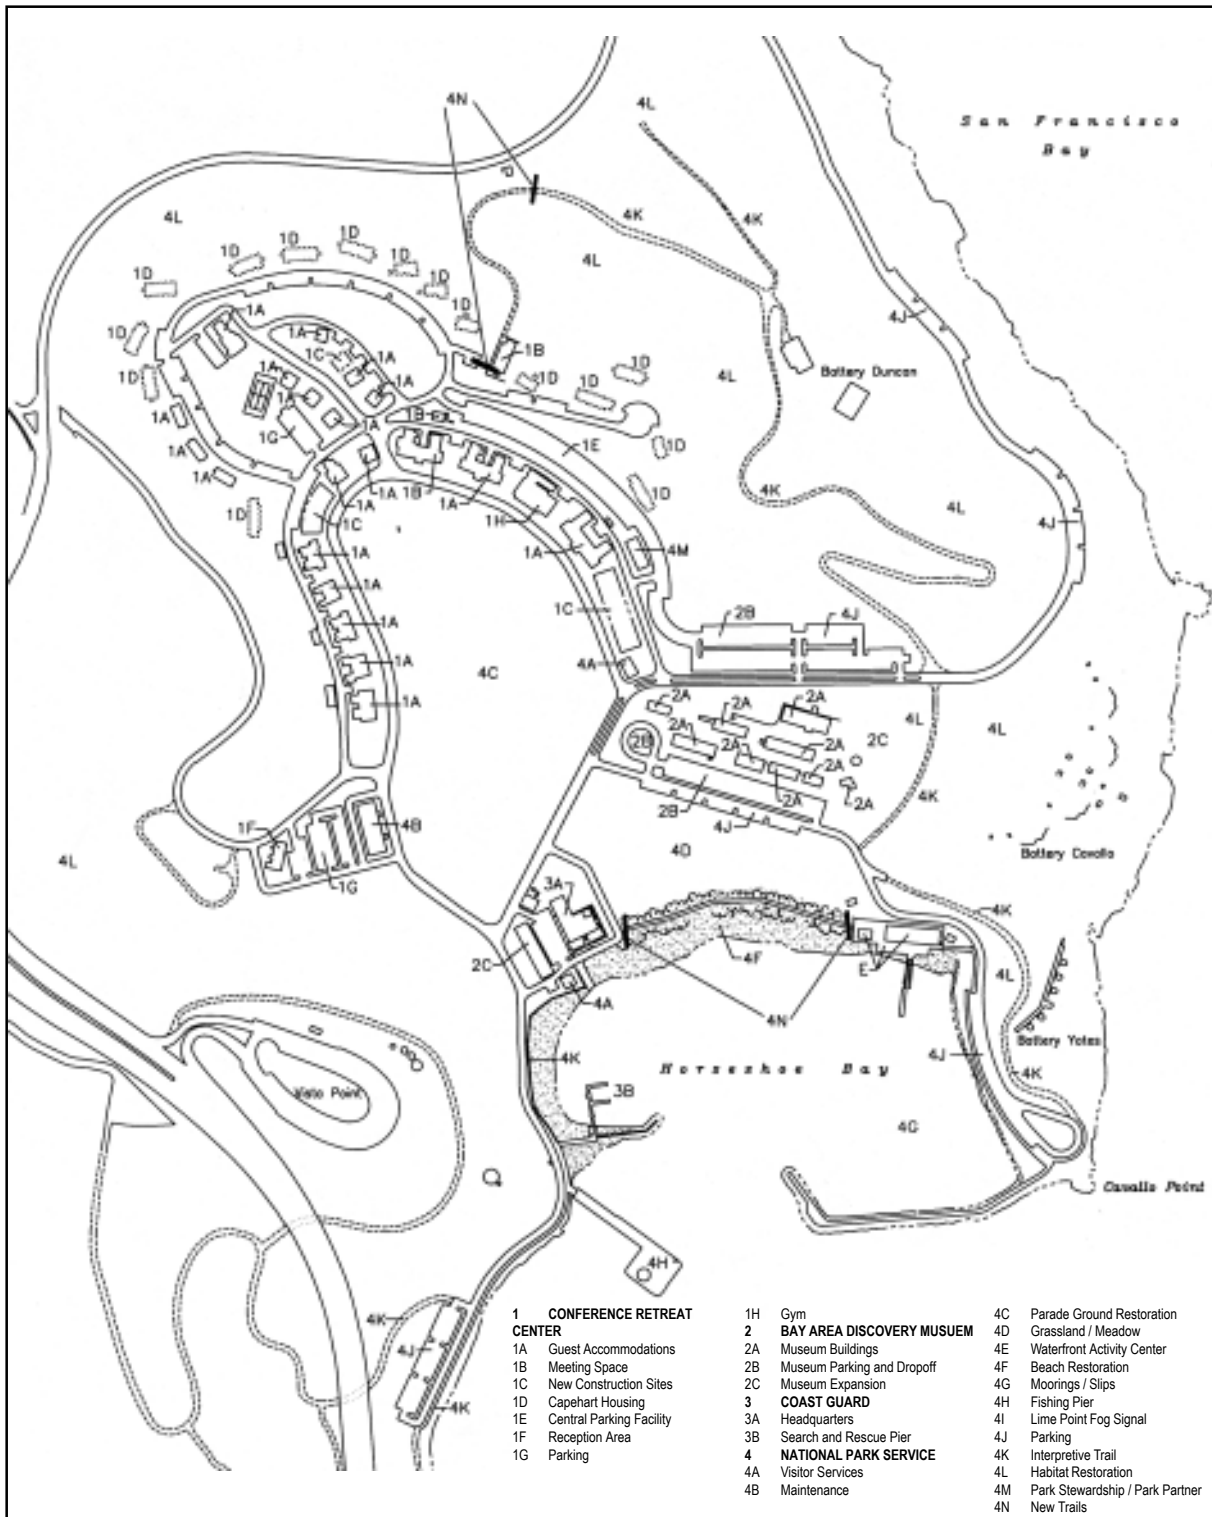 4N
4L
San Francisco
Bay
4L
4K
4K
1D
1D
1D
4L
1D
1D
1D
1D
1D
4J
1A
1A
1D
1C
1A
1B
1D
1D
4L
Battery Duncan
1D
1A
1A
1D
1A
1A
1B
1A
1G
1E
1A
1D
1A
1A
1B
1A
1D
4K
4L
1D
1C
1A
1H
4J
1A
1A
4M
1A
1C
2B
4J
1A
1A
4A
4C
1A
2A
2A
2A
4L
4L
2A
2B
2A
2A
2C
2A
2A
2A
4K
2B
4J
1F
4B
4D
Battery Cavallo
4L
1G
3A
4K
2C
4F
E
4L
4A
4N
4K
4J
Battery Yates
Horseshoe Bay
4K
Vista Point
3B
4G
Cavallo Point
4H
4K
4J
4K
1 CONFERENCE RETREAT
CENTER
1A Guest Accommodations
1B Meeting Space
1C New Construction Sites
1D Capehart Housing
1E Central Parking Facility
1F Reception Area
1G Parking
1H Gym
2 BAY AREA DISCOVERY MUSUEM
2A Museum Buildings
2B Museum Parking and Dropoff
2C Museum Expansion
3 COAST GUARD
3A Headquarters
3B Search and Rescue Pier
4 NATIONAL PARK SERVICE
4A Visitor Services
4B Maintenance
4C Parade Ground Restoration
4D Grassland / Meadow
4E Waterfront Activity Center
4F Beach Restoration
4G Moorings / Slips
4H Fishing Pier
4I Lime Point Fog Signal
4J Parking
4K Interpretive Trail
4L Habitat Restoration
4M Park Stewardship / Park Partner
4N New Trails